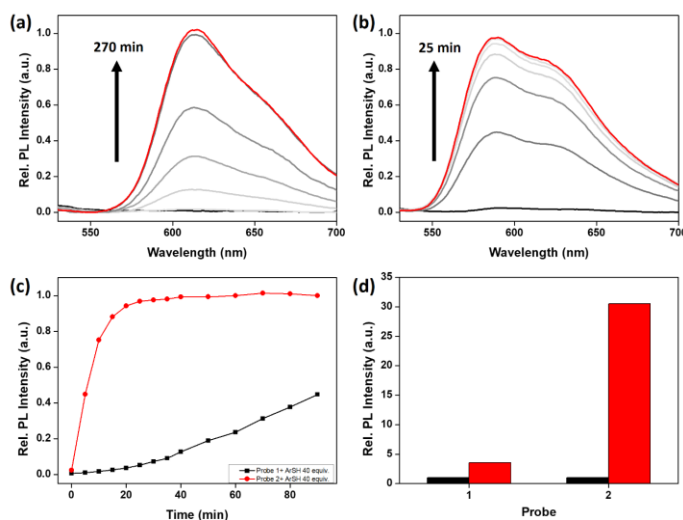 (a)
270 min
Rel. PL Intensity (a.u.)
1.0
0.8
0.6
0.4
0.2
0.0
550
600
650
700
Wavelength (nm)
(b)
25 min
Rel. PL Intensity (a.u.)
1.0
0.8
0.6
0.4
0.2
0.0
550
600
650
700
Wavelength (nm)
(c)
Rel. PL Intensity (a.u.)
1.0
0.8
0.6
0.4
0.2
0.0
0
20
40
60
80
Time (min)
Probe 1+ ArSH 40 equiv.
Probe 2+ ArSH 40 equiv.
(d)
Rel. PL Intensity (a.u.)
35
30
25
20
15
10
5
0
1
2
Probe